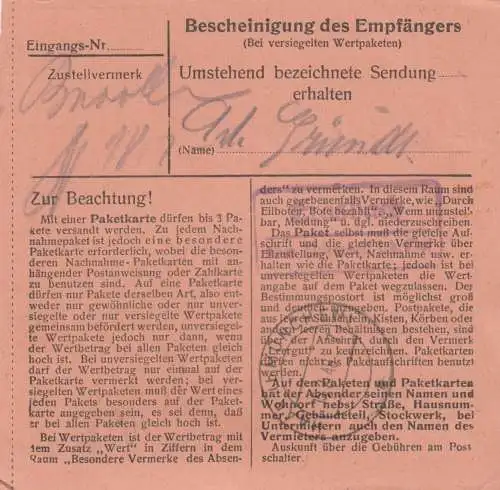 Bescheinigung des Empfängers
(Bei versiegelten Wertpaketen)
Eingangs-Nr.
Zustellvermerk
Umstehend bezeichnete Sendung
erhalten
(Name)
Zur Beachtung!
Mit einer Paketkarte dürfen bis 3 Pa-
kete versandt werden. Zu jedem Nach-
nahmepaket ist jedoch eine besondere
Paketkarte erforderlich, wobei die beson-
deren Nachnahme-Paketkarten mit an-
hängender Postanweisung oder Zahlkarte
zu benutzen sind. Auf eine Paketkarte
dürfen nur Pakete derselben Art, also ent-
weder nur gewöhnliche oder nur unver-
siegelte oder nur versiegelte Wertpakete
gemeinsam befördert werden, unversiegel-
te Wertpakete jedoch nur dann, wenn
der Wertbetrag bei allen Paketen gleich
hoch ist. Bei unversiegelten Wertpaketen
darf der Wertbetrag nur einmal auf der
Paketkarte vermerkt werden; bei ver-
siegelten Wertpaketen muß der Wert eines
jeden Pakets besonders auf der Paket-
karte angegeben sein, es sei denn, daß
er bei allen Paketen gleich hoch ist.
Bei Wertpaketen ist der Wertbetrag mit
dem Zusatz „Wert" in Ziffern in dem
Raum „Besondere Vermerke des Absen-
ders" zu vermerken. In diesem Raum sind
auch gegebenenfalls Vermerke, wie „Durch
Eilboten, Bote bezahlt", „Wenn unzustell-
bar, Meldung" u. dgl. niederzuschreiben.
Das Paket selbst muß die gleiche Auf-
schrift und die gleichen Vermerke über
Eilzustellung, Wert, Nachnahme usw. er-
halten wie die Paketkarte; jedoch ist bei
unversiegelten Wertpaketen die Wert-
angabe auf dem Paket wegzulassen. Der
Bestimmungspostort ist möglichst groß
und deutlich anzugeben. Postpakete, die
aus leeren Säcken, in Kisten, Körben oder
anderen leeren Behältnissen bestehen, sind
über der Anschrift durch den Vermerk
„Leergut" zu kennzeichnen. Paketkarten
dürfen nicht als Paketaufschriften benutzt
werden.
Auf den Paketen und Paketkarten
hat der Absender seinen Namen und
Wohnort nebst Straße, Hausnum-
mer, Gebäudeteil, Stockwerk, bei
Untermietern auch den Namen des
Vermieters anzugeben.
Auskunft über die Gebühren am Post
schalter.